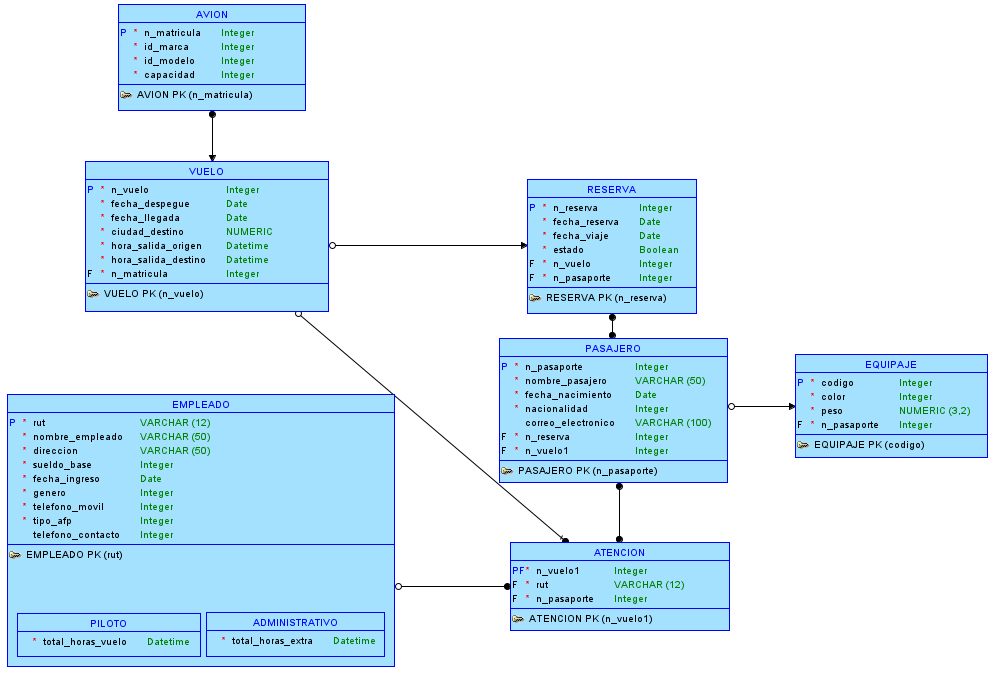 AVION
P * n_matricula Integer
* id_marca Integer
* id_modelo Integer
* capacidad Integer
AVION PK (n_matricula)
VUELO
P * n_vuelo Integer
* fecha_despegue Date
* fecha_llegada Date
* ciudad_destino NUMERIC
* hora_salida_origen Datetime
* hora_salida_destino Datetime
F * n_matricula Integer
VUELO PK (n_vuelo)
RESERVA
P * n_reserva Integer
* fecha_reserva Date
* fecha_viaje Date
* estado Boolean
F * n_vuelo Integer
F * n_pasaporte Integer
RESERVA PK (n_reserva)
PASAJERO
P * n_pasaporte Integer
* nombre_pasajero VARCHAR (50)
* fecha_nacimiento Date
* nacionalidad Integer
correo_electronico VARCHAR (100)
F * n_reserva Integer
F * n_vuelo1 Integer
PASAJERO PK (n_pasaporte)
EQUIPAJE
P * codigo Integer
* color Integer
* peso NUMERIC (3,2)
F * n_pasaporte Integer
EQUIPAJE PK (codigo)
EMPLEADO
P * rut VARCHAR (12)
* nombre_empleado VARCHAR (50)
* direccion VARCHAR (50)
* sueldo_base Integer
* fecha_ingreso Date
* genero Integer
* telefono_movil Integer
* tipo_afp Integer
telefono_contacto Integer
EMPLEADO PK (rut)
PILOTO
* total_horas_vuelo Datetime
ADMINISTRATIVO
* total_horas_extra Datetime
ATENCION
PF* n_vuelo1 Integer
F * rut VARCHAR (12)
F * n_pasaporte Integer
ATENCION PK (n_vuelo1)